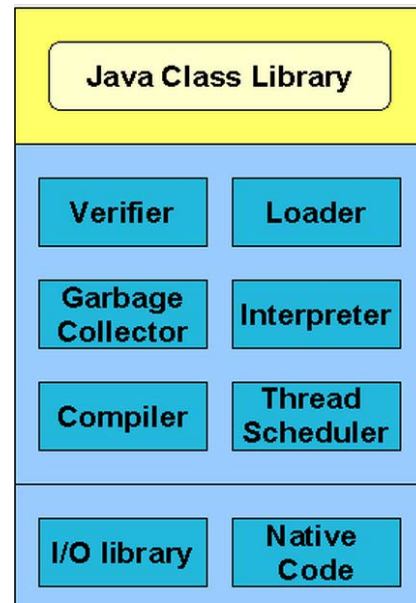 Java Class Library
Verifier
Loader
Garbage
Collector
Interpreter
Compiler
Thread
Scheduler
I/O library
Native
Code